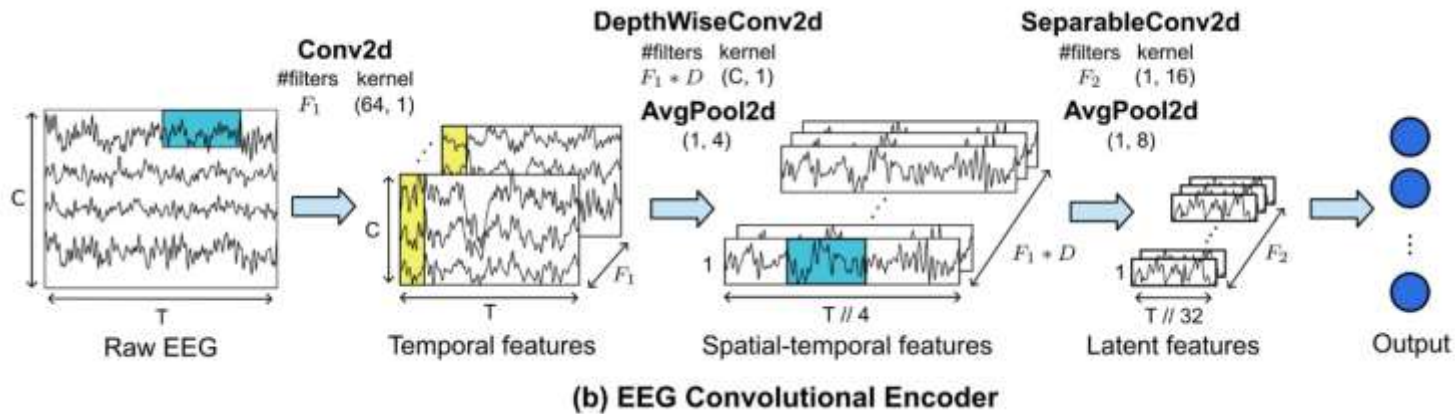 DepthWiseConv2d
SeparableConv2d
Conv2d
#filters kernel
F₁ * D (C, 1)
#filters kernel
F₂ (1, 16)
#filters kernel
F₁ (64, 1)
AvgPool2d
(1, 4)
AvgPool2d
(1, 8)
C
T
C
T
F₁
1
T // 4
F₁ * D
1
T // 32
F₂
Raw EEG
Temporal features
Spatial-temporal features
Latent features
Output
(b) EEG Convolutional Encoder